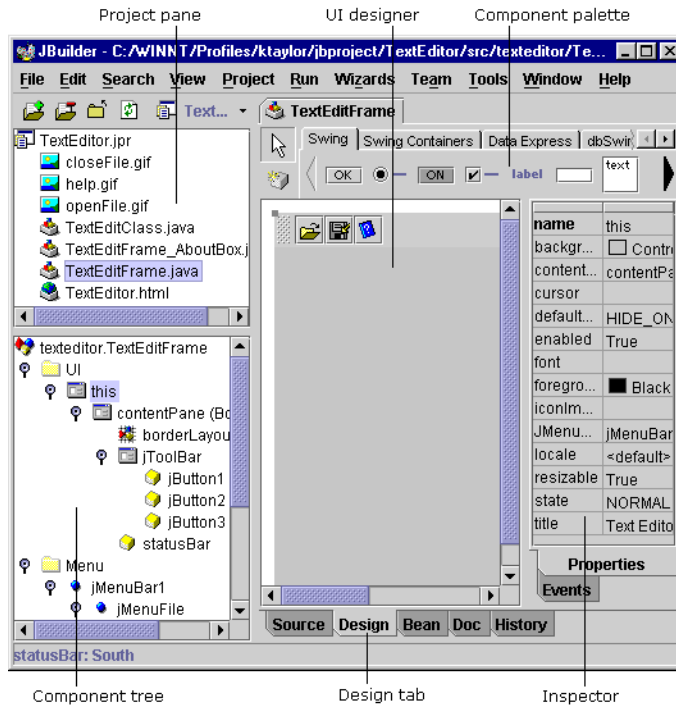 Project pane UI designer Component palette
JBuilder - C:/WINNT/Profiles/ktaylor/jbproject/TextEditor/src/texteditor/Te...
File Edit Search View Project Run Wizards Team Tools Window Help
Text... TextEditFrame
TextEditor.jpr
closeFile.gif
help.gif
openFile.gif
TextEditClass.java
TextEditFrame_AboutBox.j
TextEditFrame.java
TextEditor.html
Swing Swing Containers Data Express dbSwin
OK ON label text
texteditor.TextEditFrame
UI
this
contentPane (Bo
borderLayou
jToolBar
jButton1
jButton2
jButton3
statusBar
Menu
jMenuBar1
jMenuFile
name this
backgr... Contro
content... contentPa
cursor
default... HIDE_ON
enabled True
font
foregro... Black
iconIm...
JMenu... jMenuBar
locale <default>
resizable True
state NORMAL
title Text Edito
Properties
Events
Source Design Bean Doc History
statusBar: South
Component tree Design tab Inspector